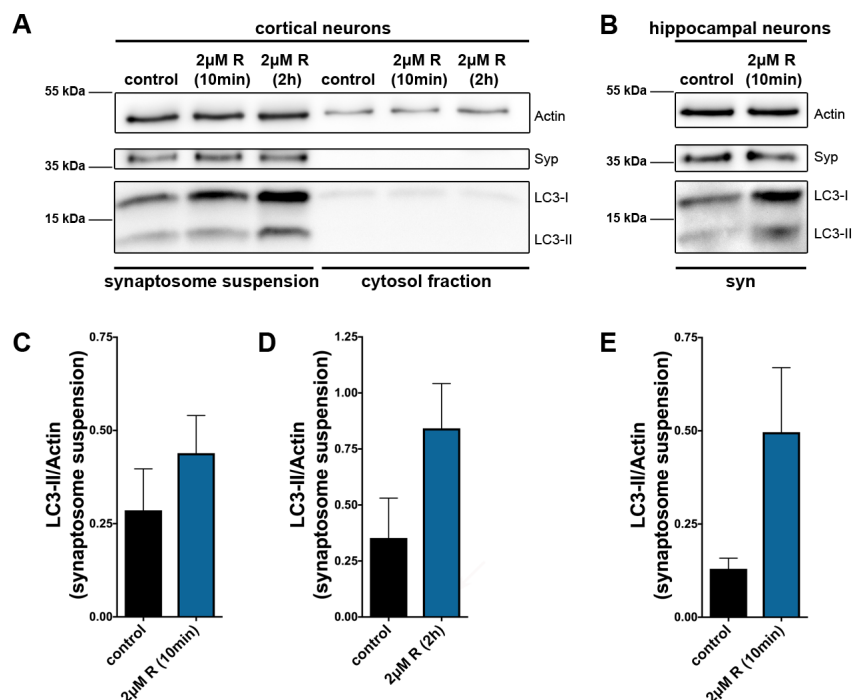 A
cortical neurons
control
2µM R
(10min)
2µM R
(2h)
control
2µM R
(10min)
2µM R
(2h)
55 kDa
Actin
35 kDa
Syp
15 kDa
LC3-I
LC3-II
synaptosome suspension
cytosol fraction
B
hippocampal neurons
control
2µM R
(10min)
55 kDa
Actin
35 kDa
Syp
15 kDa
LC3-I
LC3-II
syn
C
LC3-II/Actin
(synaptosome suspension)
0.75
0.50
0.25
0.00
control
2µM R (10min)
D
LC3-II/Actin
(synaptosome suspension)
1.25
1.00
0.75
0.50
0.25
0.00
control
2µM R (2h)
E
LC3-II/Actin
(synaptosome suspension)
0.75
0.50
0.25
0.00
control
2µM R (10min)